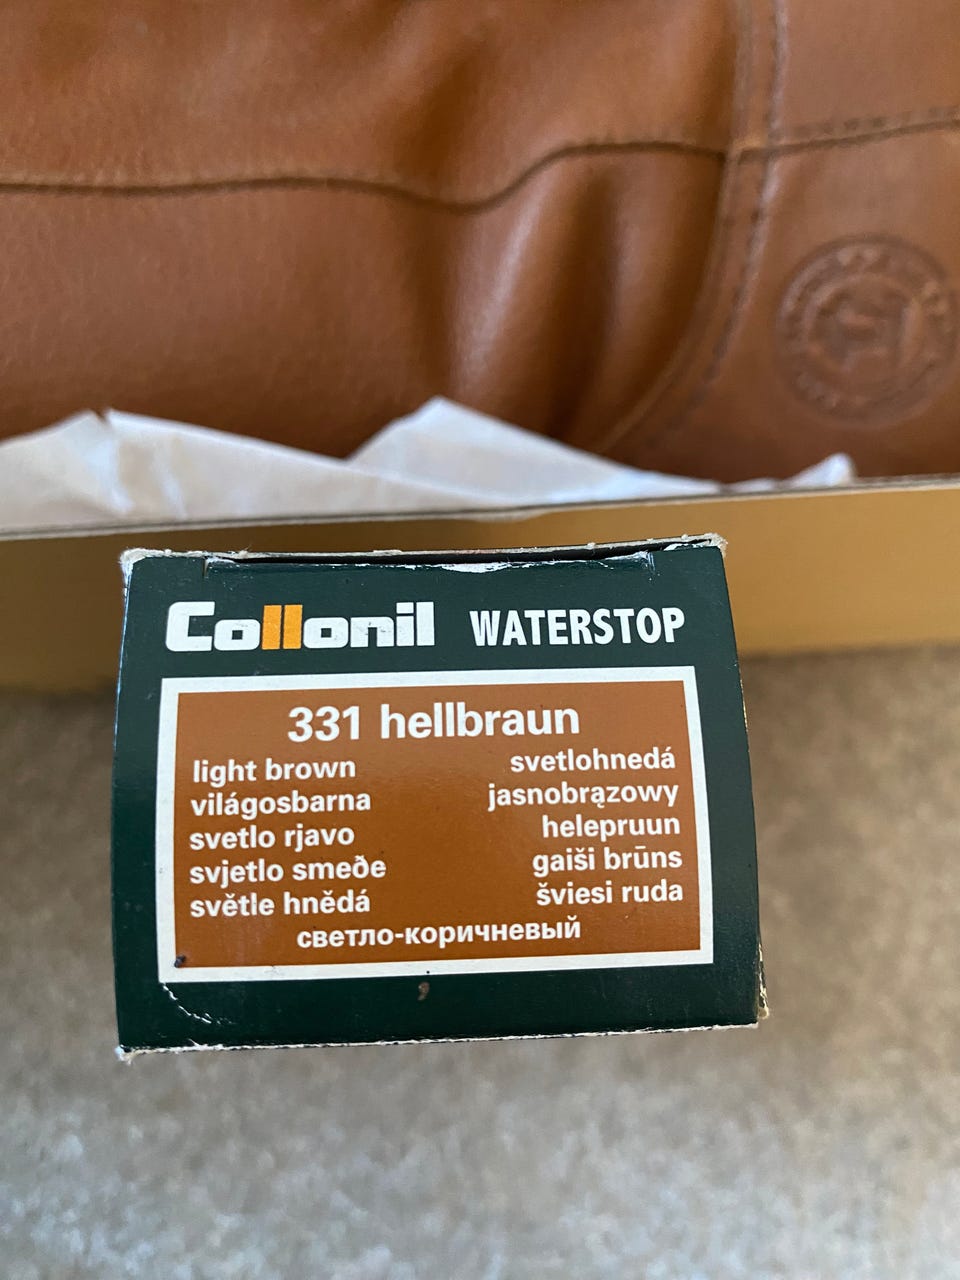 Collonil WATERSTOP
331 hellbraun
light brown
világosbarna
svetlo rjavo
svjetlo smeðe
světle hnědá
svetlohnedá
jasnobrązowy
helepruun
gaiši brūns
šviesi ruda
светло-коричневый